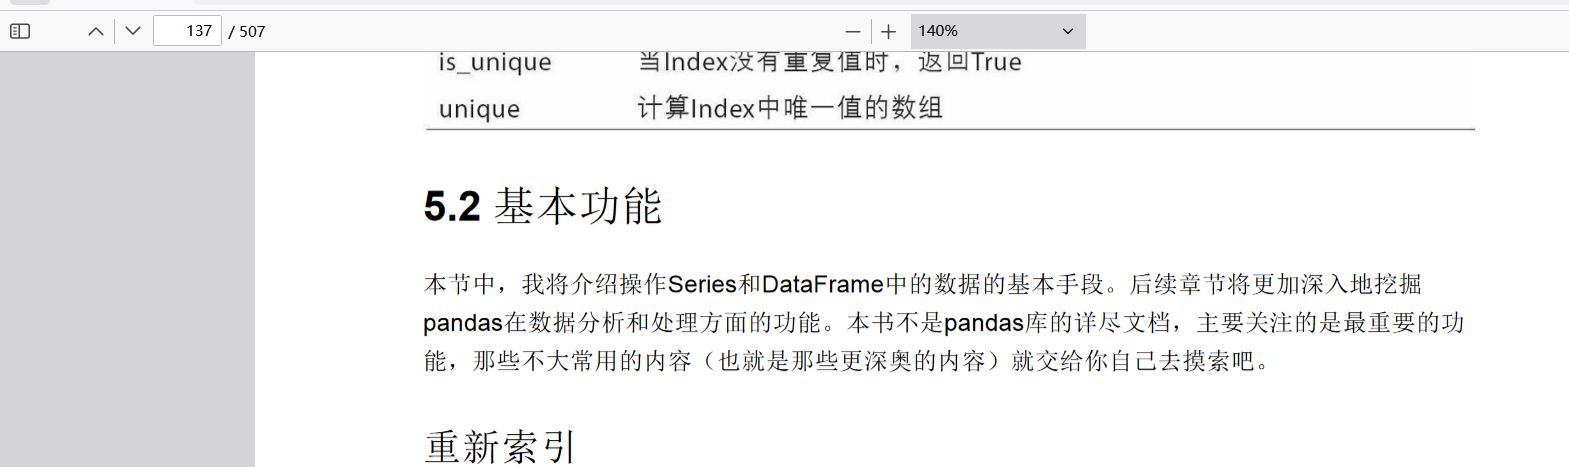 137 / 507
140%
is_unique 当Index没有重复值时，返回True
unique 计算Index中唯一值的数组
5.2 基本功能
本节中，我将介绍操作Series和DataFrame中的数据的基本手段。后续章节将更加深入地挖掘
pandas在数据分析和处理方面的功能。本书不是pandas库的详尽文档，主要关注的是最重要的功
能，那些不大常用的内容（也就是那些更深奥的内容）就交给你自己去摸索吧。
重新索引